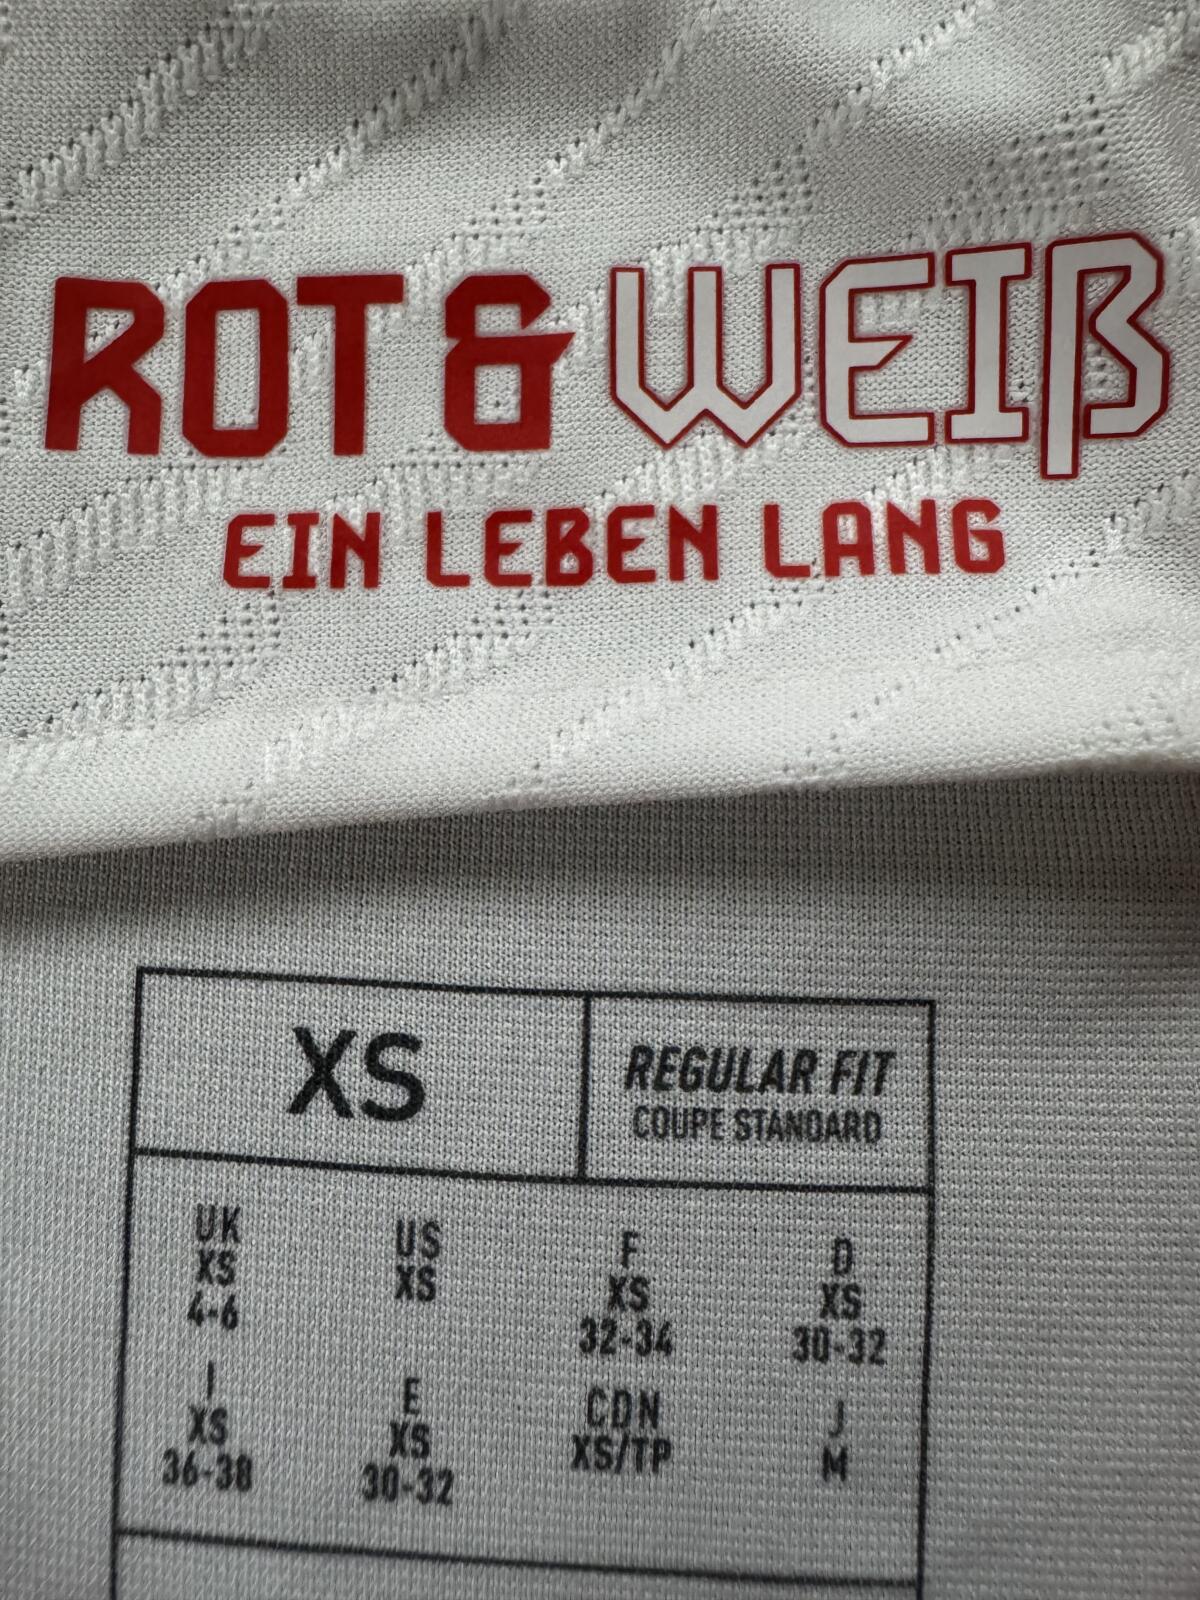 ROT & WEIß
EIN LEBEN LANG
XS
REGULAR FIT
COUPE STANDARD
UK
XS
4-6
US
XS
F
XS
32-34
D
XS
30-32
I
XS
36-38
E
XS
30-32
CDN
XS/TP
J
M